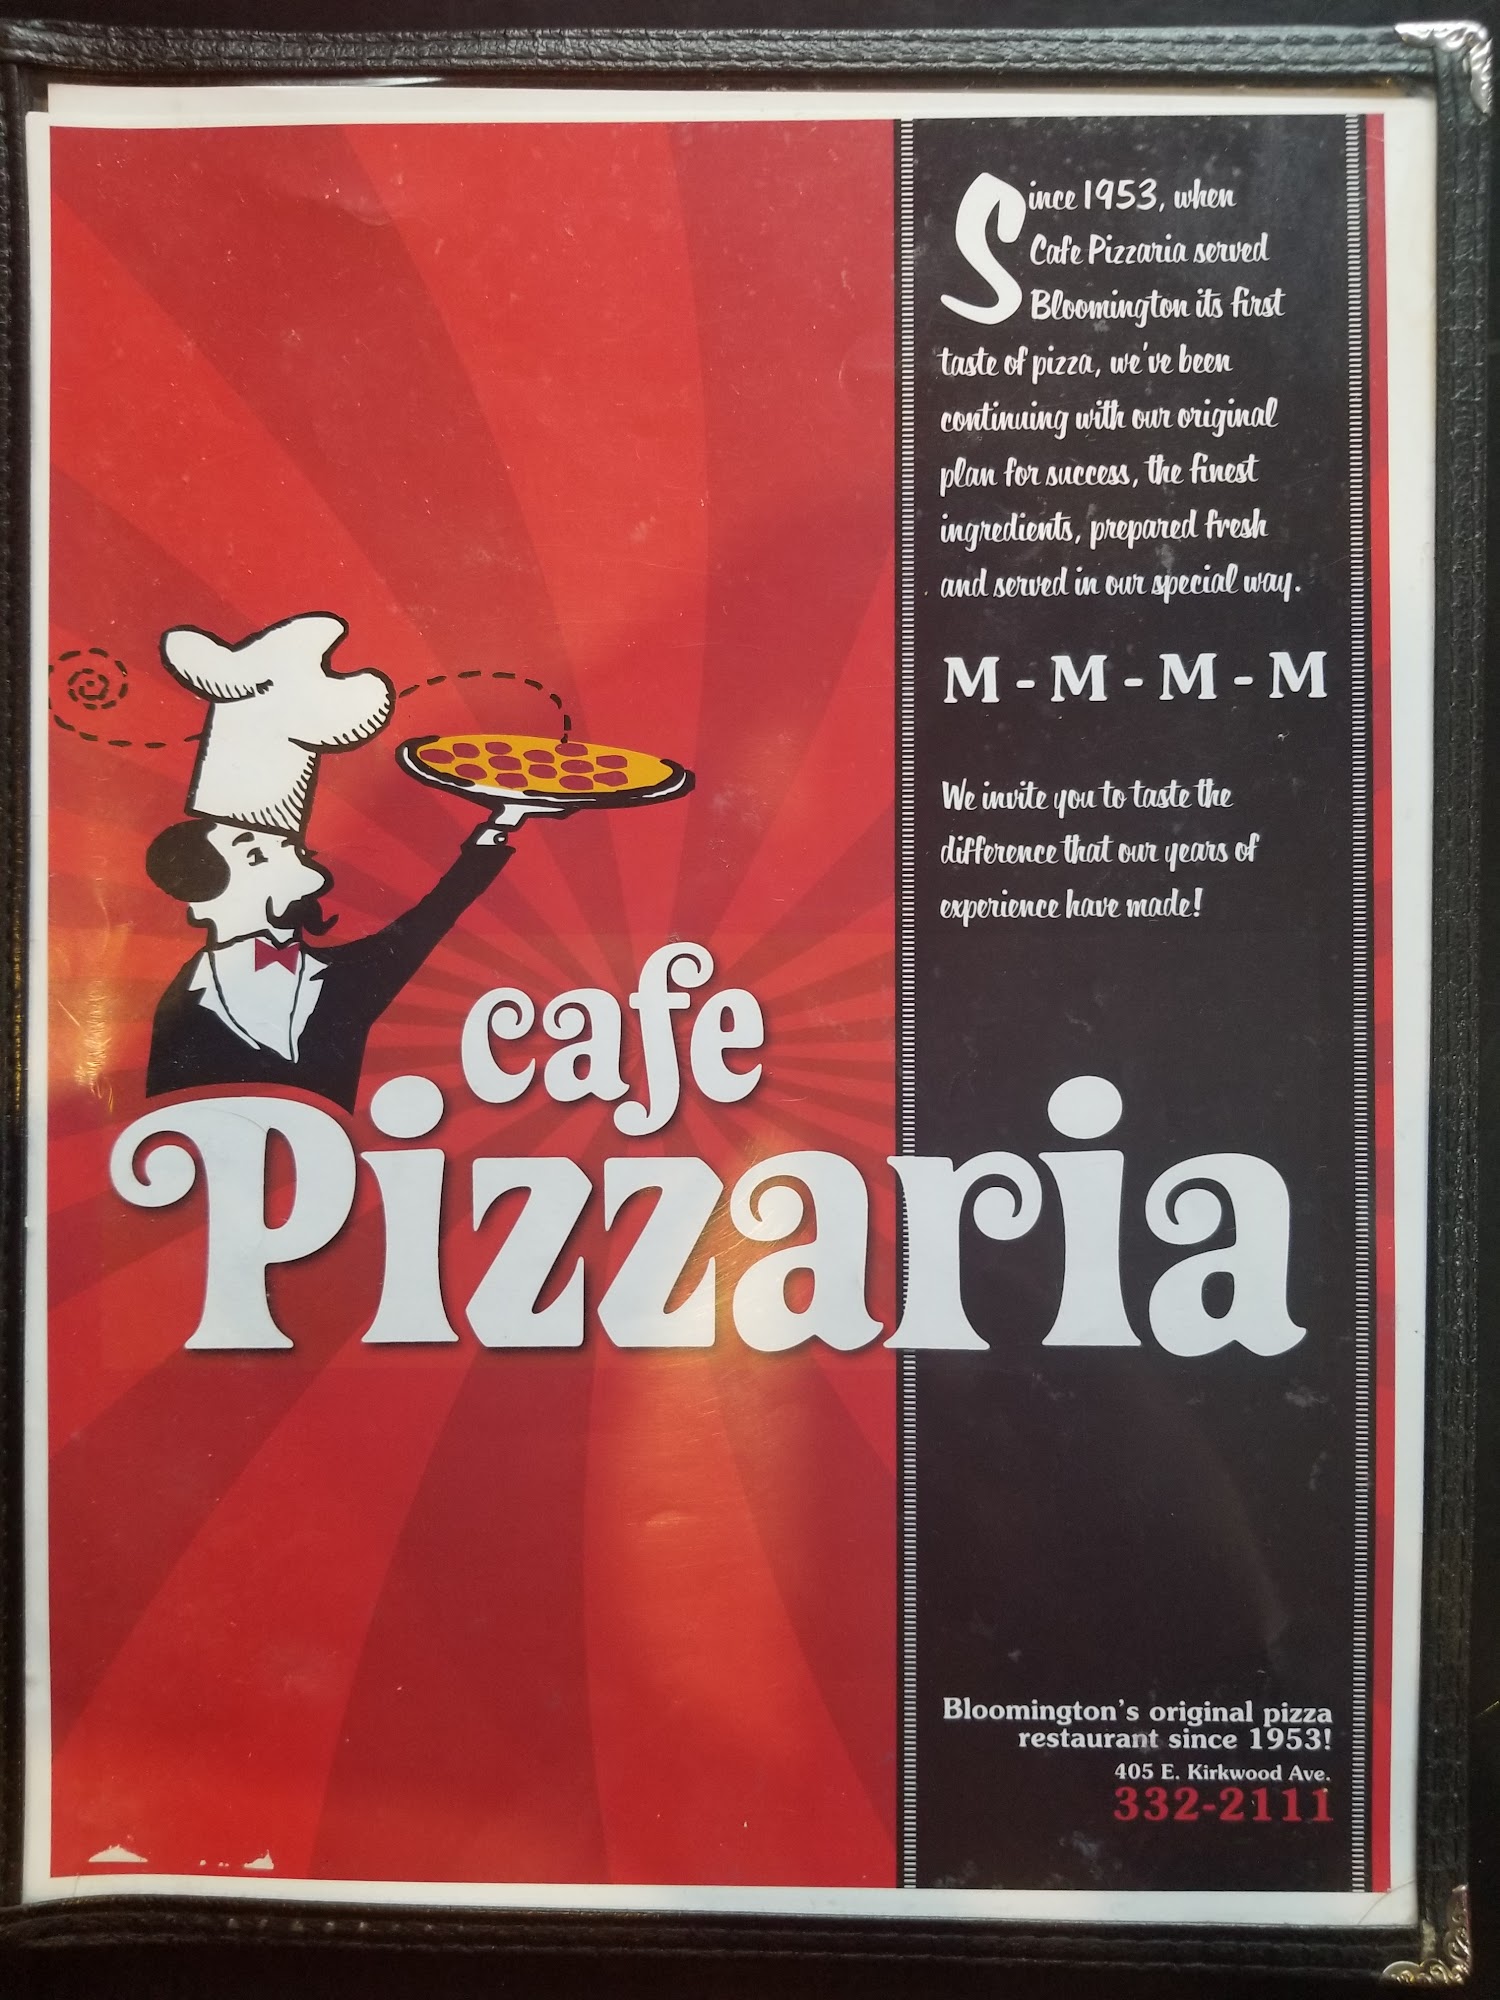 Since 1953, when
Cafe Pizzaria served
Bloomington its first
taste of pizza, we've been
continuing with our original
plan for success, the finest
ingredients, prepared fresh
and served in our special way.
M-M-M-M
We invite you to taste the
difference that our years of
experience have made!
cafe
Pizzaria
Bloomington's original pizza
restaurant since 1953!
405 E. Kirkwood Ave.
332-2111